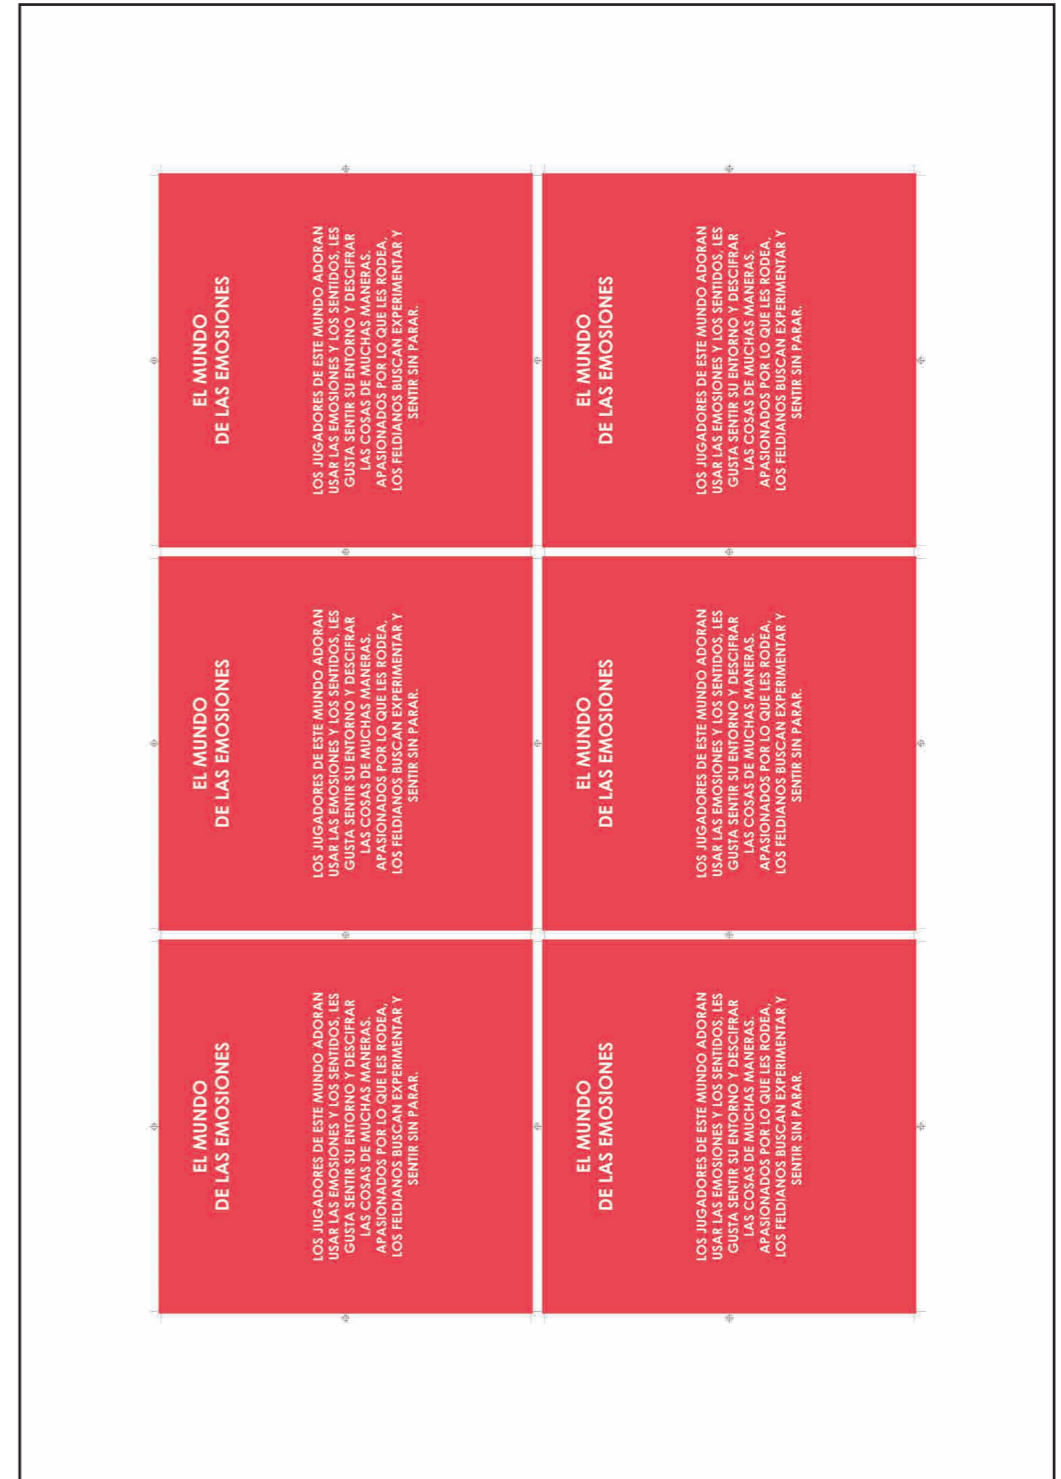 EL MUNDO
DE LAS EMOSIONES
LOS JUGADORES DE ESTE MUNDO ADORAN
USAR LAS EMOSIONES Y LOS SENTIDOS, LES
GUSTA SENTIR SU ENTORNO Y DESCIFRAR
LAS COSAS DE MUCHAS MANERAS.
APASIONADOS POR LO QUE LES RODEA,
LOS FELDIANOS BUSCAN EXPERIMENTAR Y
SENTIR SIN PARAR.
EL MUNDO
DE LAS EMOSIONES
LOS JUGADORES DE ESTE MUNDO ADORAN
USAR LAS EMOSIONES Y LOS SENTIDOS, LES
GUSTA SENTIR SU ENTORNO Y DESCIFRAR
LAS COSAS DE MUCHAS MANERAS.
APASIONADOS POR LO QUE LES RODEA,
LOS FELDIANOS BUSCAN EXPERIMENTAR Y
SENTIR SIN PARAR.
EL MUNDO
DE LAS EMOSIONES
LOS JUGADORES DE ESTE MUNDO ADORAN
USAR LAS EMOSIONES Y LOS SENTIDOS, LES
GUSTA SENTIR SU ENTORNO Y DESCIFRAR
LAS COSAS DE MUCHAS MANERAS.
APASIONADOS POR LO QUE LES RODEA,
LOS FELDIANOS BUSCAN EXPERIMENTAR Y
SENTIR SIN PARAR.
EL MUNDO
DE LAS EMOSIONES
LOS JUGADORES DE ESTE MUNDO ADORAN
USAR LAS EMOSIONES Y LOS SENTIDOS, LES
GUSTA SENTIR SU ENTORNO Y DESCIFRAR
LAS COSAS DE MUCHAS MANERAS.
APASIONADOS POR LO QUE LES RODEA,
LOS FELDIANOS BUSCAN EXPERIMENTAR Y
SENTIR SIN PARAR.
EL MUNDO
DE LAS EMOSIONES
LOS JUGADORES DE ESTE MUNDO ADORAN
USAR LAS EMOSIONES Y LOS SENTIDOS, LES
GUSTA SENTIR SU ENTORNO Y DESCIFRAR
LAS COSAS DE MUCHAS MANERAS.
APASIONADOS POR LO QUE LES RODEA,
LOS FELDIANOS BUSCAN EXPERIMENTAR Y
SENTIR SIN PARAR.
EL MUNDO
DE LAS EMOSIONES
LOS JUGADORES DE ESTE MUNDO ADORAN
USAR LAS EMOSIONES Y LOS SENTIDOS, LES
GUSTA SENTIR SU ENTORNO Y DESCIFRAR
LAS COSAS DE MUCHAS MANERAS.
APASIONADOS POR LO QUE LES RODEA,
LOS FELDIANOS BUSCAN EXPERIMENTAR Y
SENTIR SIN PARAR.